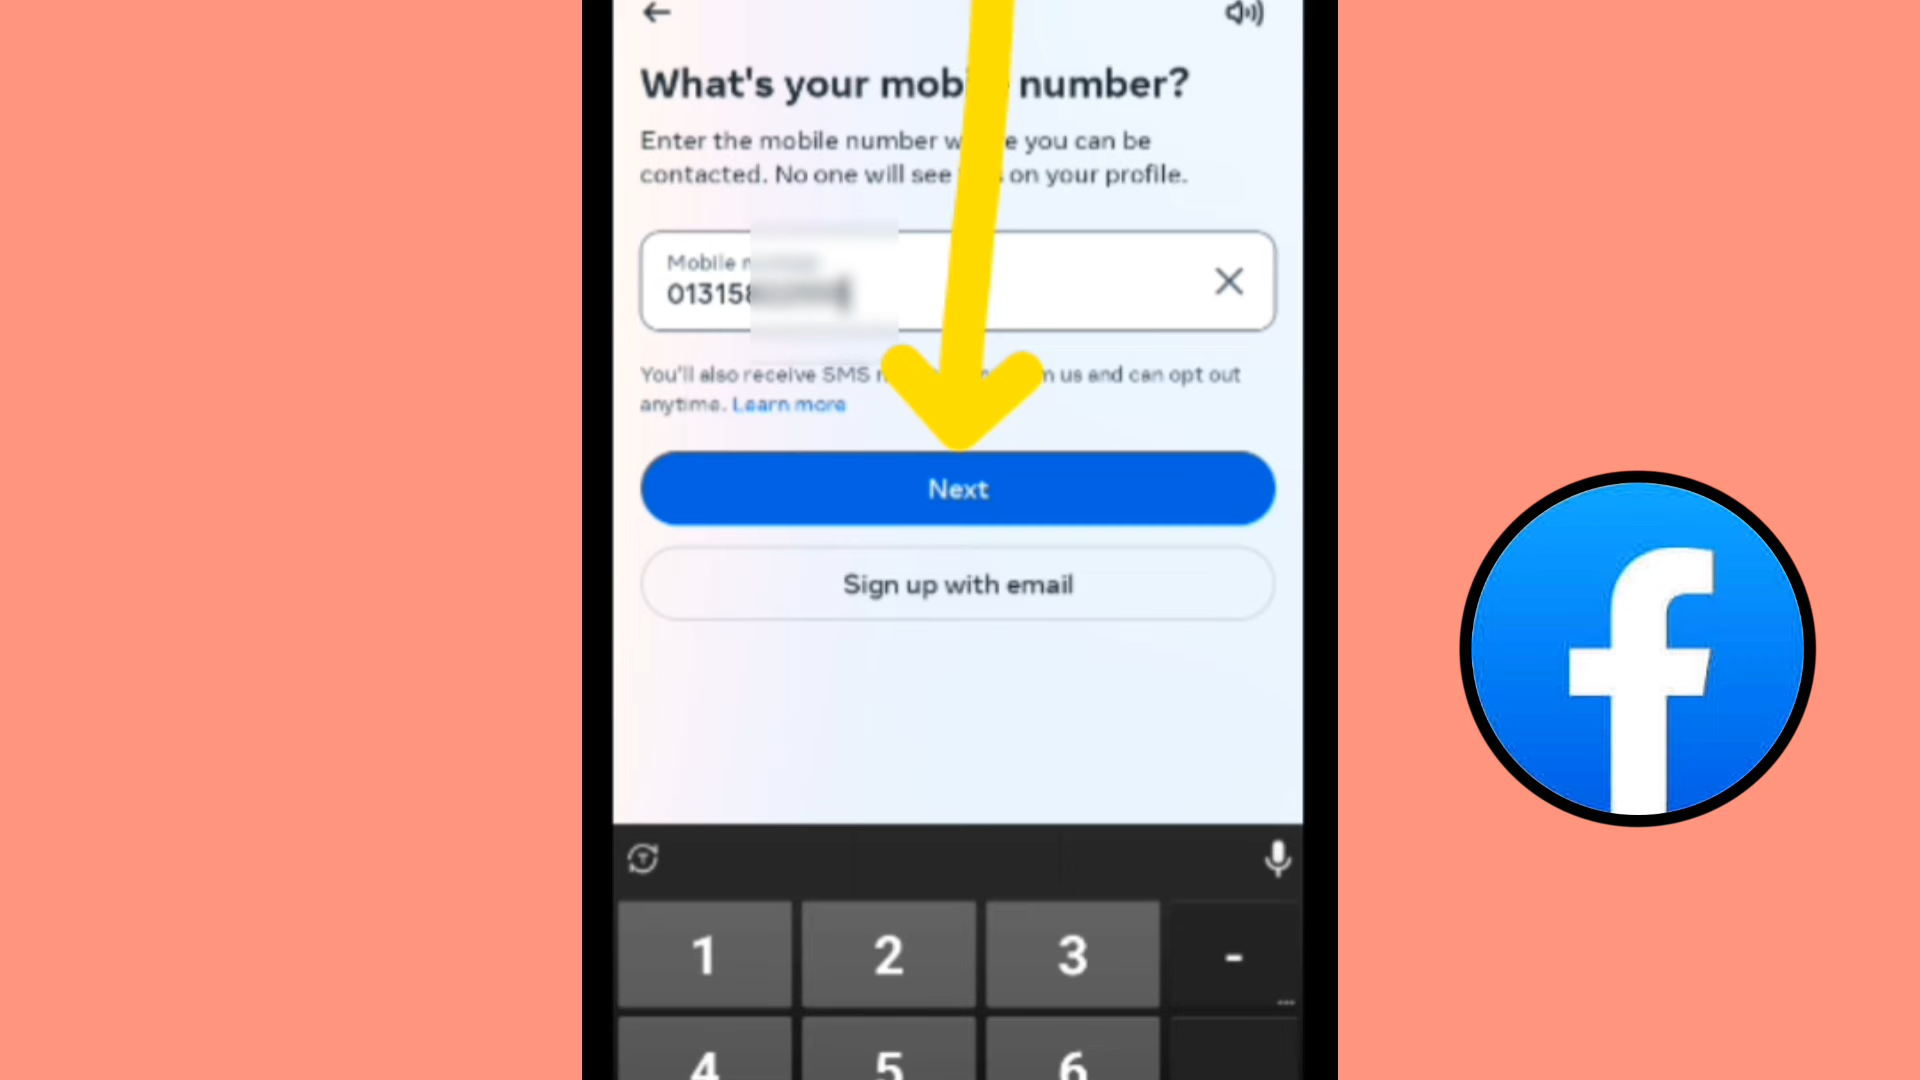 What's your number?
Enter the mobile number you can be
contacted. No one will see on your profile.
Mobile
01315
You'll also receive SMS us and can opt out
anytime. Learn more
Next
Sign up with email
1 2 3 -
...
4 5 6